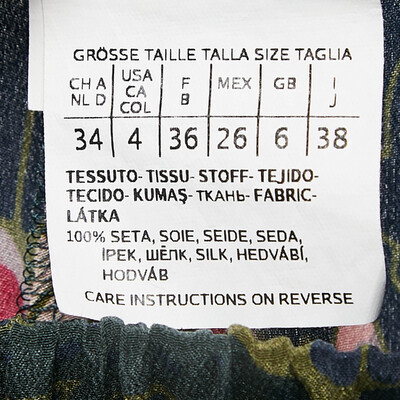 GRÖSSE TAILLE TALLA SIZE TAGLIA
CH A NL D | USA CA COL | F B | MEX | GB | I J
34 | 4 | 36 | 26 | 6 | 38
TESSUTO- TISSU- STOFF- TEJIDO-
TECIDO- KUMAŞ- ТКАНЬ- FABRIC-
LÁTKA
100% SETA, SOIE, SEIDE, SEDA,
İPEK, ШЁЛК, SILK, HEDVÁBÍ,
HODVÁB
CARE INSTRUCTIONS ON REVERSE